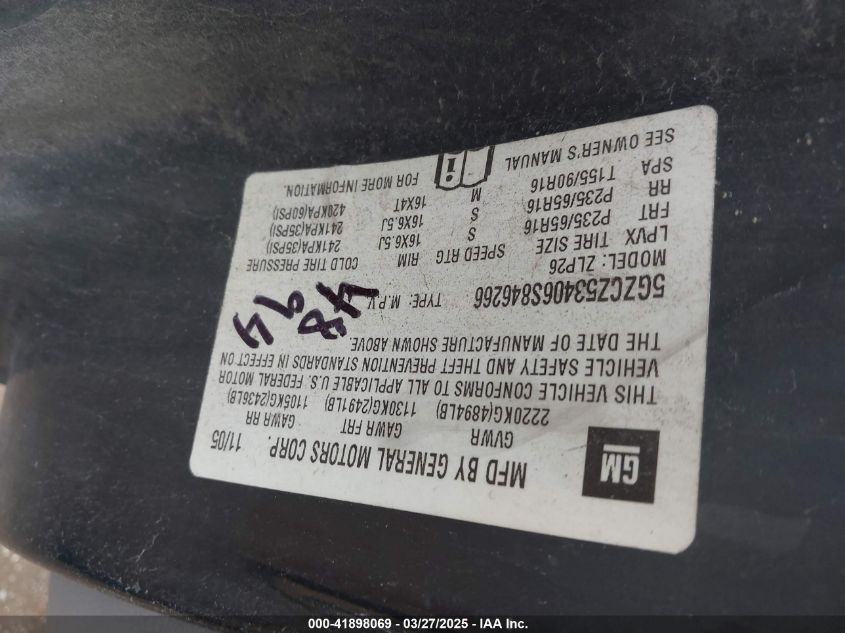 GM
MFD BY GENERAL MOTORS CORP. 11/05
GVWR GAWR FRT GAWR RR
2220KG(4894LB) 1130KG(2491LB) 1105KG(2436LB)
THIS VEHICLE CONFORMS TO ALL APPLICABLE U.S. FEDERAL MOTOR
VEHICLE SAFETY AND THEFT PREVENTION STANDARDS IN EFFECT ON
THE DATE OF MANUFACTURE SHOWN ABOVE.
5GZCZ53406S846266 TYPE: M.P.V.
MODEL: ZLP26
LPVX TIRE SIZE SPEED RTG RIM COLD TIRE PRESSURE
FRT P235/65R16 S 16X6.5J 241KPA(35PSI)
RR P235/65R16 S 16X6.5J 241KPA(35PSI)
SPA T155/90R16 M 16X4T 420KPA(60PSI)
SEE OWNER'S MANUAL i FOR MORE INFORMATION.
000-41898069 | 03/27/2025 | IAA Inc.